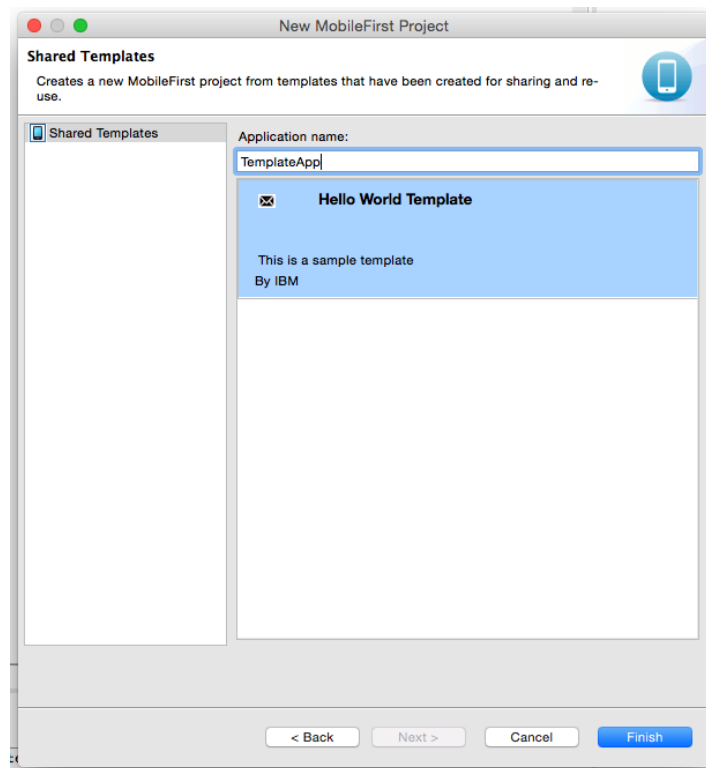 New MobileFirst Project
Shared Templates
Creates a new MobileFirst project from templates that have been created for sharing and re-
use.
Shared Templates
Application name:
TemplateApp
Hello World Template
This is a sample template
By IBM
< Back
Next >
Cancel
Finish